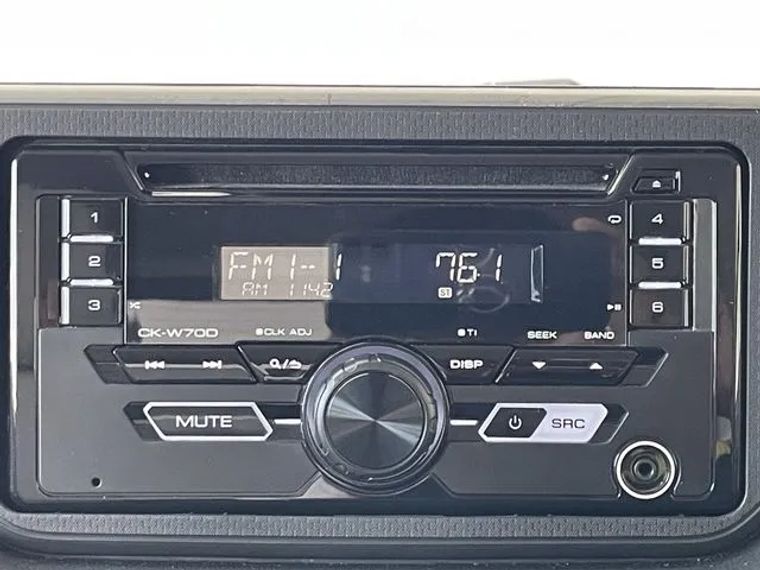 1
2
3
4
5
6
FM1-1 76.1
AM 11:42 ST
CK-W70D CLK ADJ TI SEEK BAND
DISP
MUTE
SRC